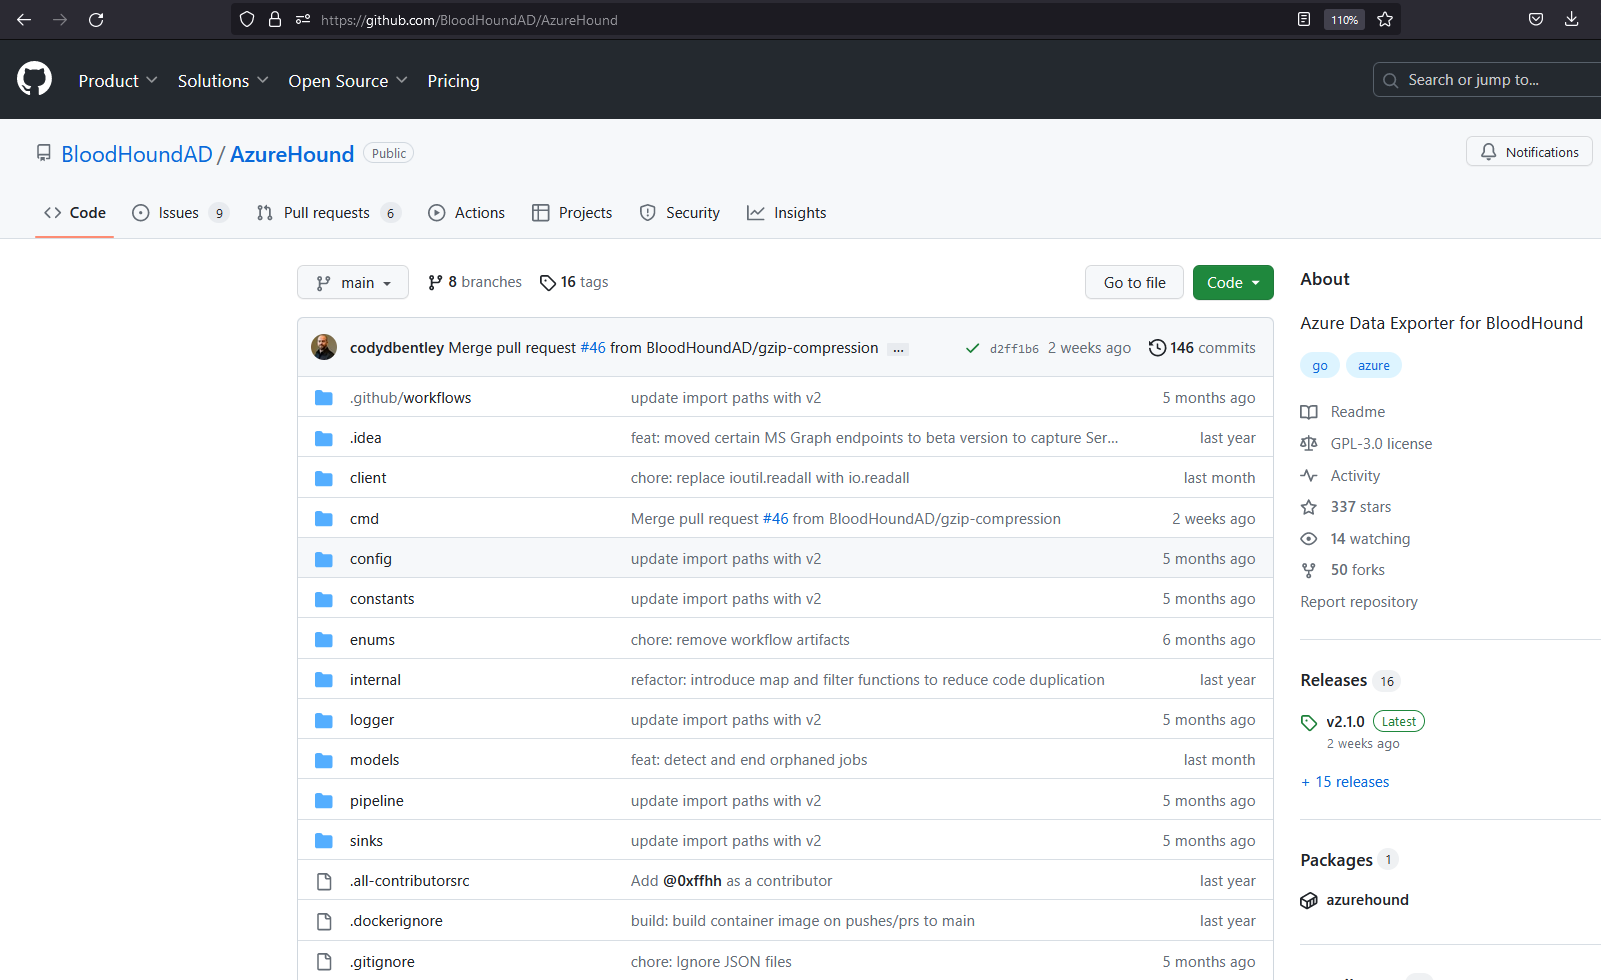 https://github.com/BloodHoundAD/AzureHound 110%
Product Solutions Open Source Pricing Search or jump to...
BloodHoundAD / AzureHound Public Notifications
Code Issues 9 Pull requests 6 Actions Projects Security Insights
main 8 branches 16 tags Go to file Code
codydbentley Merge pull request #46 from BloodHoundAD/gzip-compression ... d2ff1b6 2 weeks ago 146 commits
.github/workflows update import paths with v2 5 months ago
.idea feat: moved certain MS Graph endpoints to beta version to capture Ser... last year
client chore: replace ioutil.readall with io.readall last month
cmd Merge pull request #46 from BloodHoundAD/gzip-compression 2 weeks ago
config update import paths with v2 5 months ago
constants update import paths with v2 5 months ago
enums chore: remove workflow artifacts 6 months ago
internal refactor: introduce map and filter functions to reduce code duplication last year
logger update import paths with v2 5 months ago
models feat: detect and end orphaned jobs last month
pipeline update import paths with v2 5 months ago
sinks update import paths with v2 5 months ago
.all-contributorsrc Add @0xffhh as a contributor last year
.dockerignore build: build container image on pushes/prs to main last year
.gitignore chore: Ignore JSON files 5 months ago
About
Azure Data Exporter for BloodHound
go azure
Readme
GPL-3.0 license
Activity
337 stars
14 watching
50 forks
Report repository
Releases 16
v2.1.0 Latest
2 weeks ago
+ 15 releases
Packages 1
azurehound